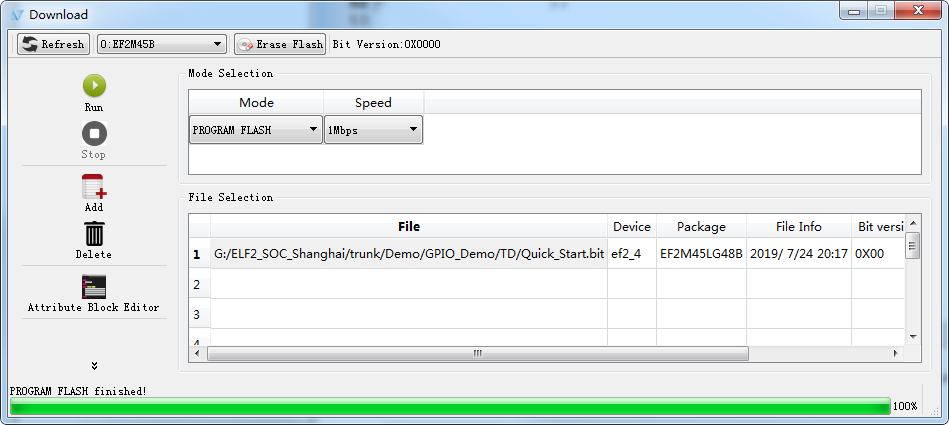 Download
Refresh 0:EF2M45B Erase Flash Bit Version:0X0000
Run
Stop
Add
Delete
Attribute Block Editor
Mode Selection
Mode Speed
PROGRAM FLASH 1Mbps
File Selection
File Device Package File Info Bit versi
1 G:/ELF2_SOC_Shanghai/trunk/Demo/GPIO_Demo/TD/Quick_Start.bit ef2_4 EF2M45LG48B 2019/ 7/24 20:17 0X00
2
3
4
PROGRAM FLASH finished!
100%